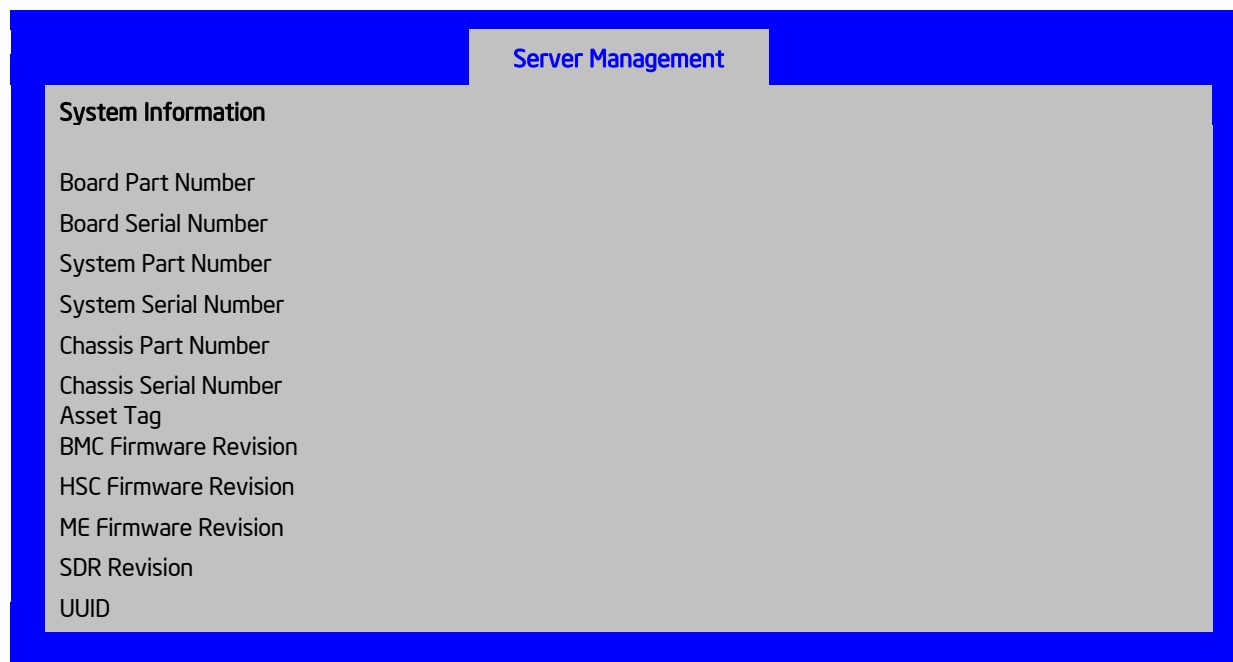 Server Management
System Information
Board Part Number
Board Serial Number
System Part Number
System Serial Number
Chassis Part Number
Chassis Serial Number
Asset Tag
BMC Firmware Revision
HSC Firmware Revision
ME Firmware Revision
SDR Revision
UUID